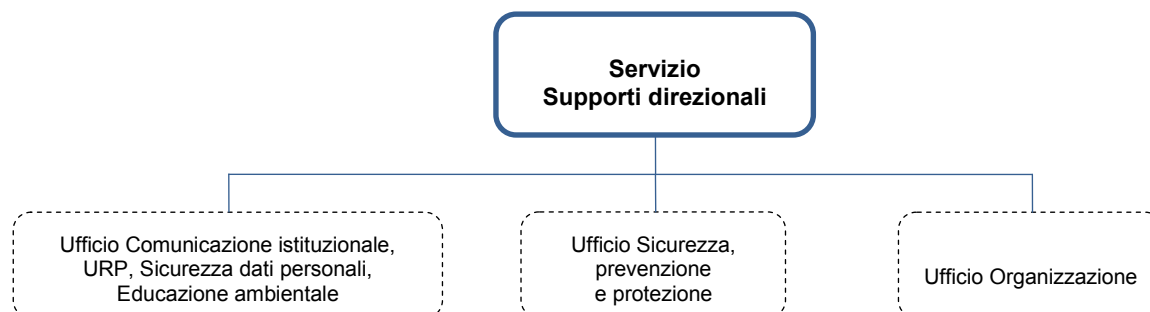 Servizio
Supporti direzionali
Ufficio Comunicazione istituzionale,
URP, Sicurezza dati personali,
Educazione ambientale
Ufficio Sicurezza,
prevenzione
e protezione
Ufficio Organizzazione